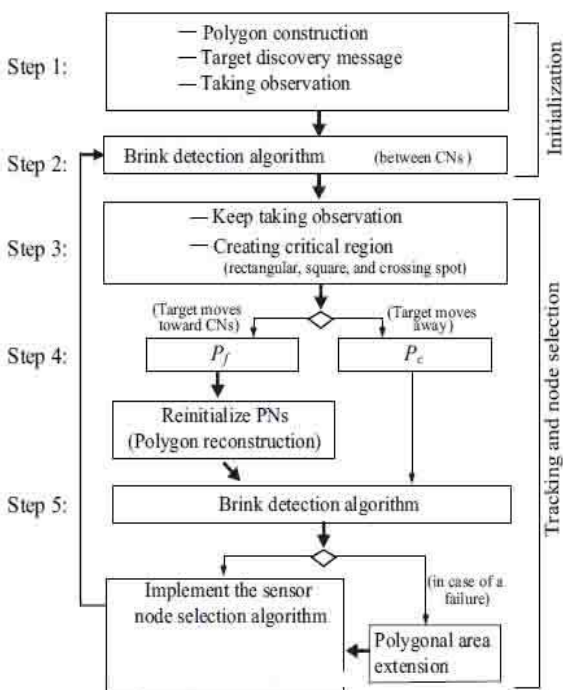 Step 1:
— Polygon construction
— Target discovery message
— Taking observation
Initialization
Step 2:
Brink detection algorithm (between CNs )
Step 3:
— Keep taking observation
— Creating critical region
(rectangular, square, and crossing spot)
Tracking and node selection
(Target moves
toward CNs)
(Target moves
away)
Step 4:
P_f
P_c
Reinitialize PNs
(Polygon reconstruction)
Step 5:
Brink detection algorithm
Implement the sensor
node selection algorithm
(in case of a
failure)
Polygonal area
extension